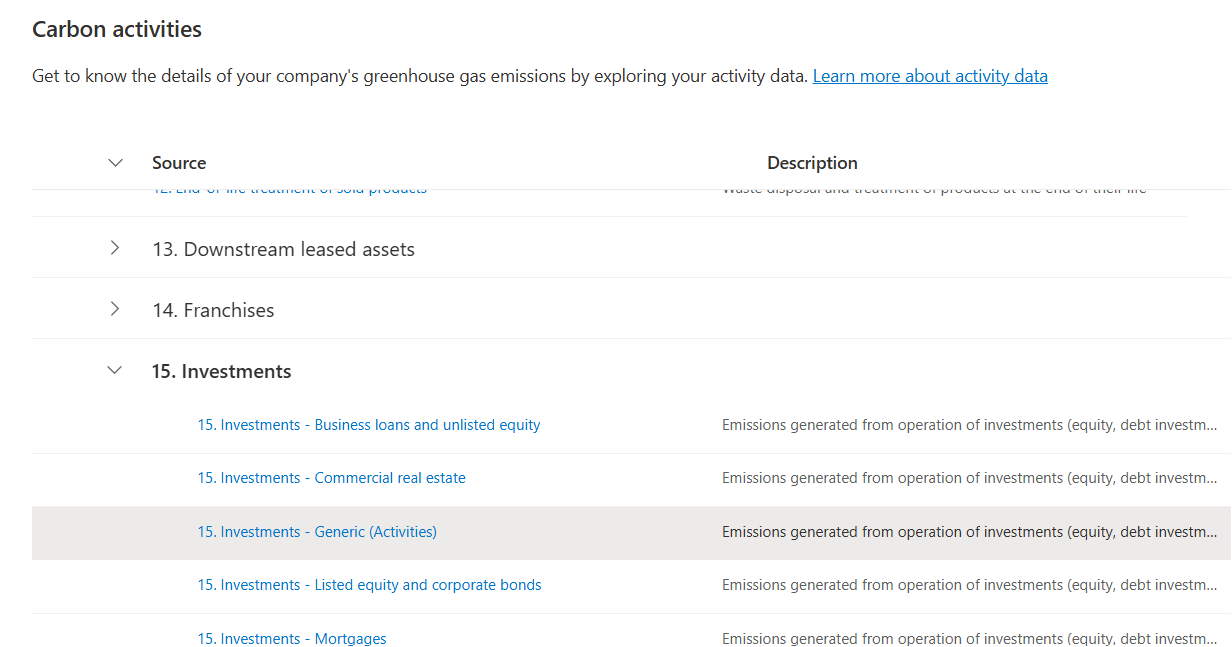 Carbon activities
Get to know the details of your company's greenhouse gas emissions by exploring your activity data. Learn more about activity data
Source Description
12. End-of-life treatment of sold products Waste disposal and treatment of products at the end of their life
13. Downstream leased assets
14. Franchises
15. Investments
15. Investments - Business loans and unlisted equity Emissions generated from operation of investments (equity, debt investm...
15. Investments - Commercial real estate Emissions generated from operation of investments (equity, debt investm...
15. Investments - Generic (Activities) Emissions generated from operation of investments (equity, debt investm...
15. Investments - Listed equity and corporate bonds Emissions generated from operation of investments (equity, debt investm...
15. Investments - Mortgages Emissions generated from operation of investments (equity, debt investm...